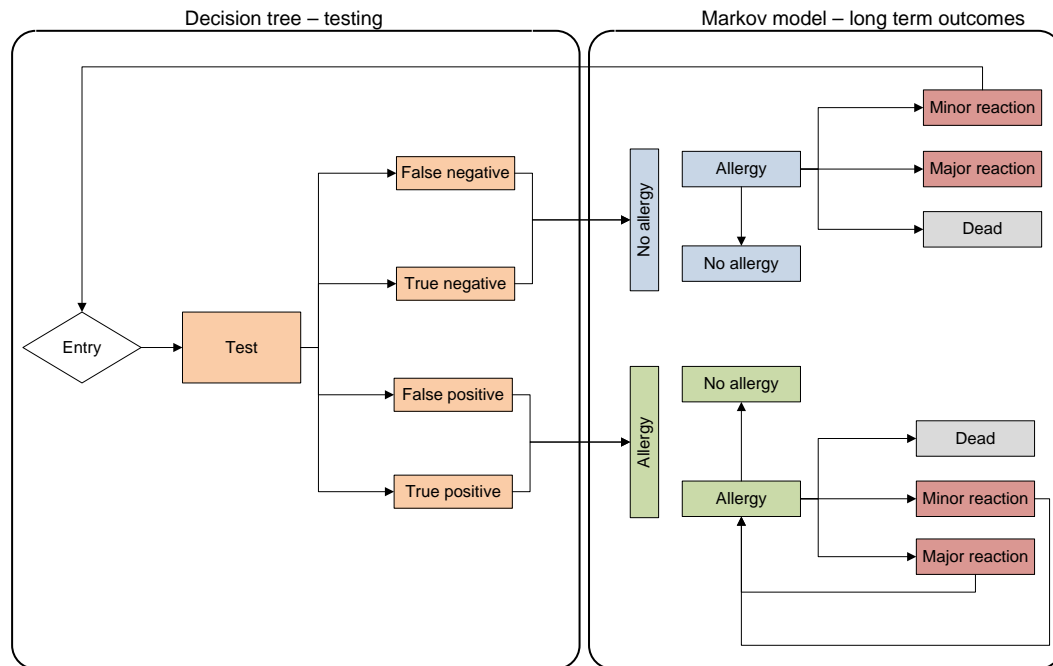 Decision tree – testing
Markov model – long term outcomes
Minor reaction
False negative
No allergy
Allergy
Major reaction
Dead
True negative
No allergy
Entry
Test
False positive
Allergy
No allergy
Dead
True positive
Allergy
Minor reaction
Major reaction